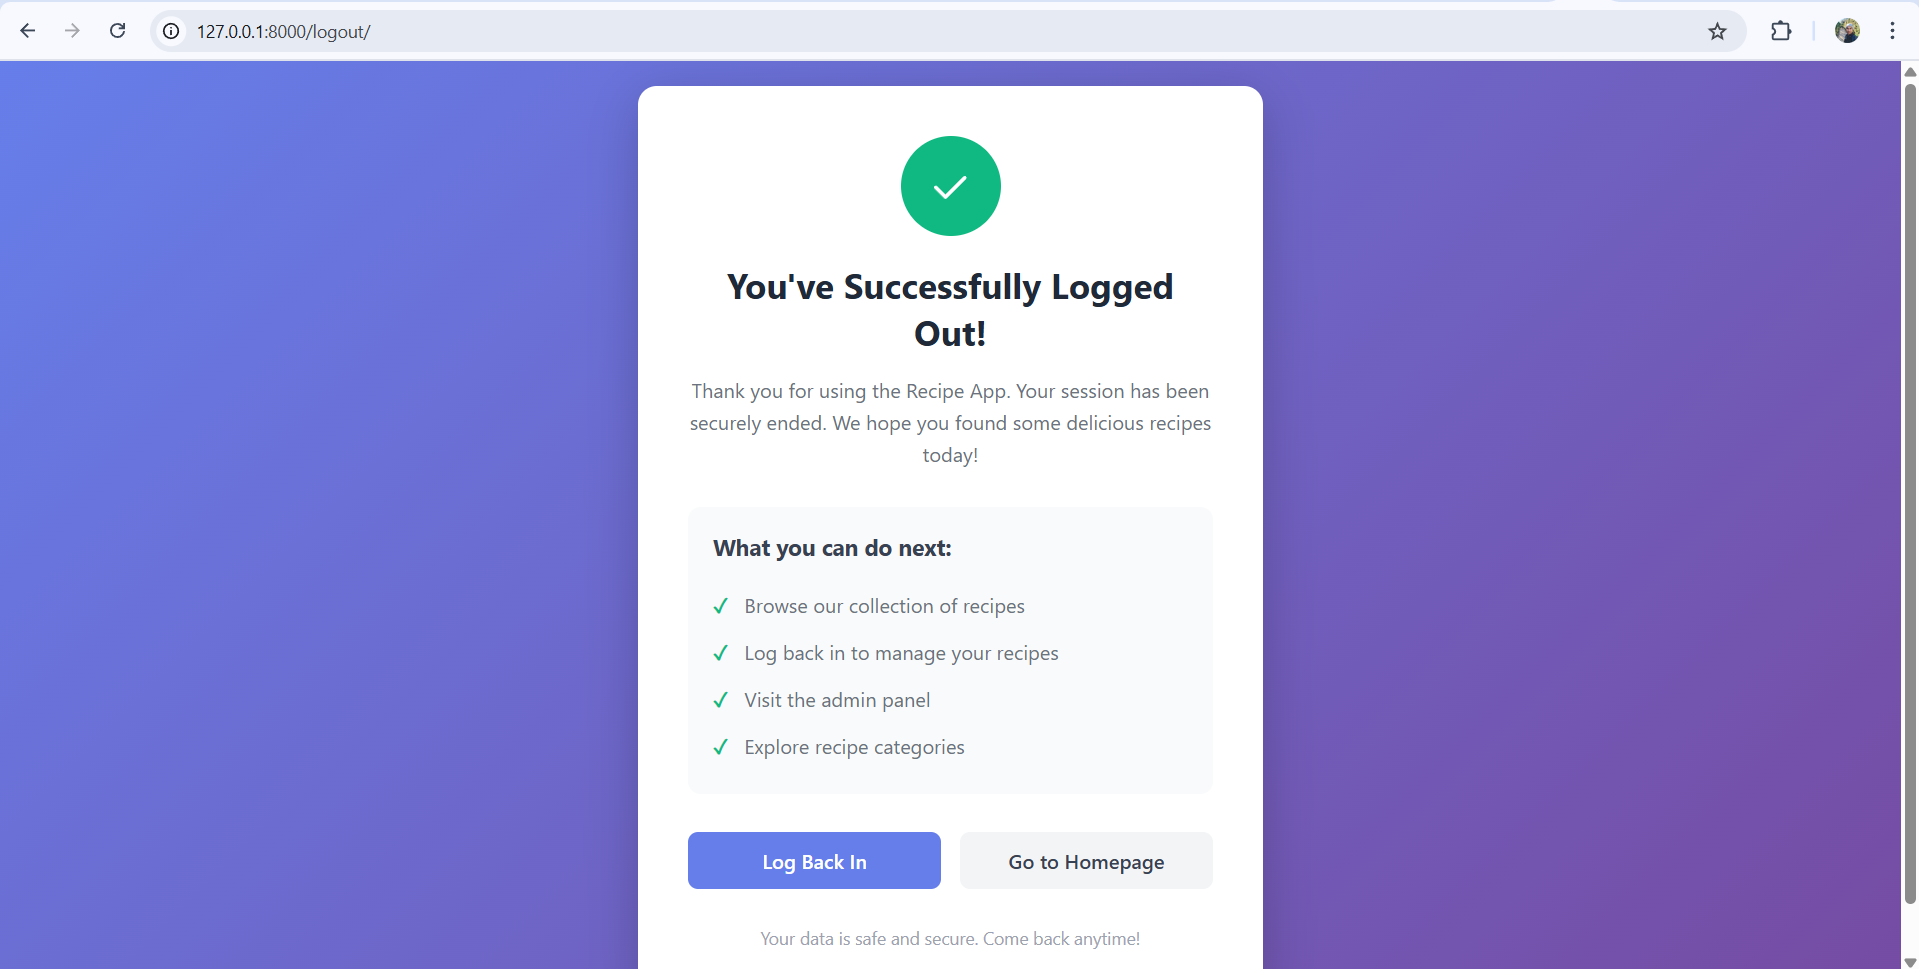 127.0.0.1:8000/logout/
You've Successfully Logged
Out!
Thank you for using the Recipe App. Your session has been
securely ended. We hope you found some delicious recipes
today!
What you can do next:
✓ Browse our collection of recipes
✓ Log back in to manage your recipes
✓ Visit the admin panel
✓ Explore recipe categories
Log Back In
Go to Homepage
Your data is safe and secure. Come back anytime!